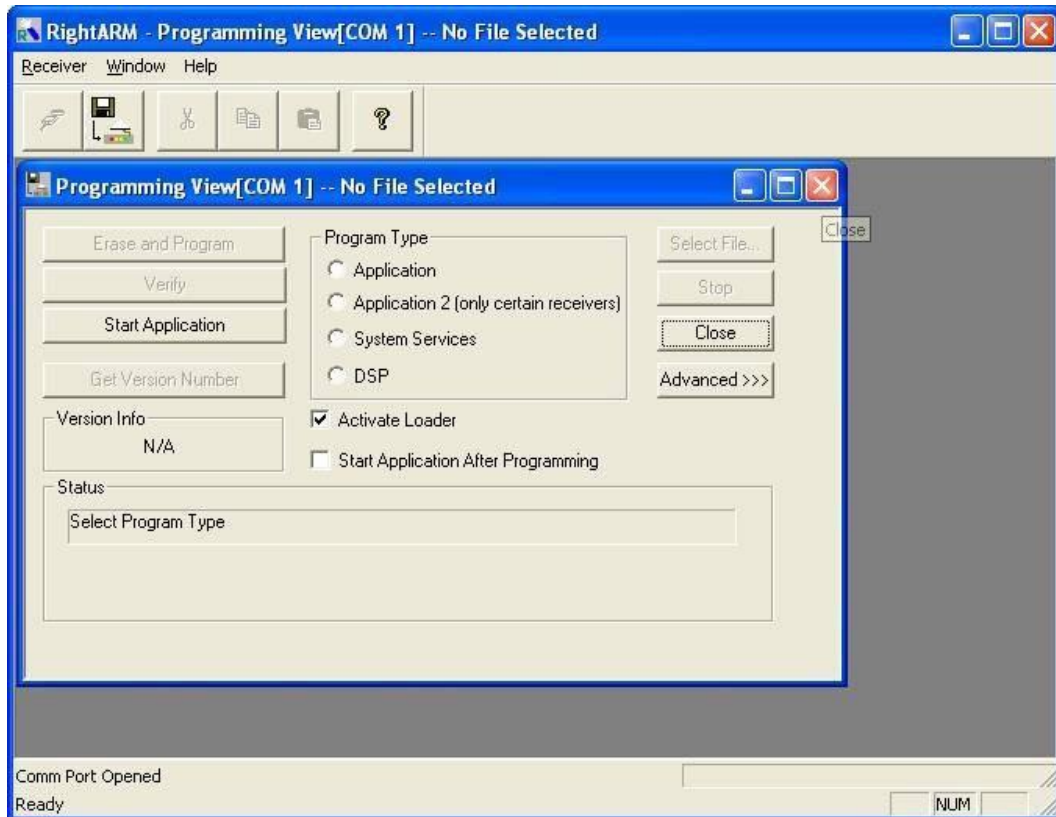 RightARM - Programming View[COM 1] -- No File Selected
Receiver Window Help
Programming View[COM 1] -- No File Selected
Close
Erase and Program
Verify
Start Application
Get Version Number
Version Info
N/A
Program Type
Application
Application 2 (only certain receivers)
System Services
DSP
Activate Loader
Start Application After Programming
Select File...
Stop
Close
Advanced >>>
Status
Select Program Type
Comm Port Opened
Ready
NUM